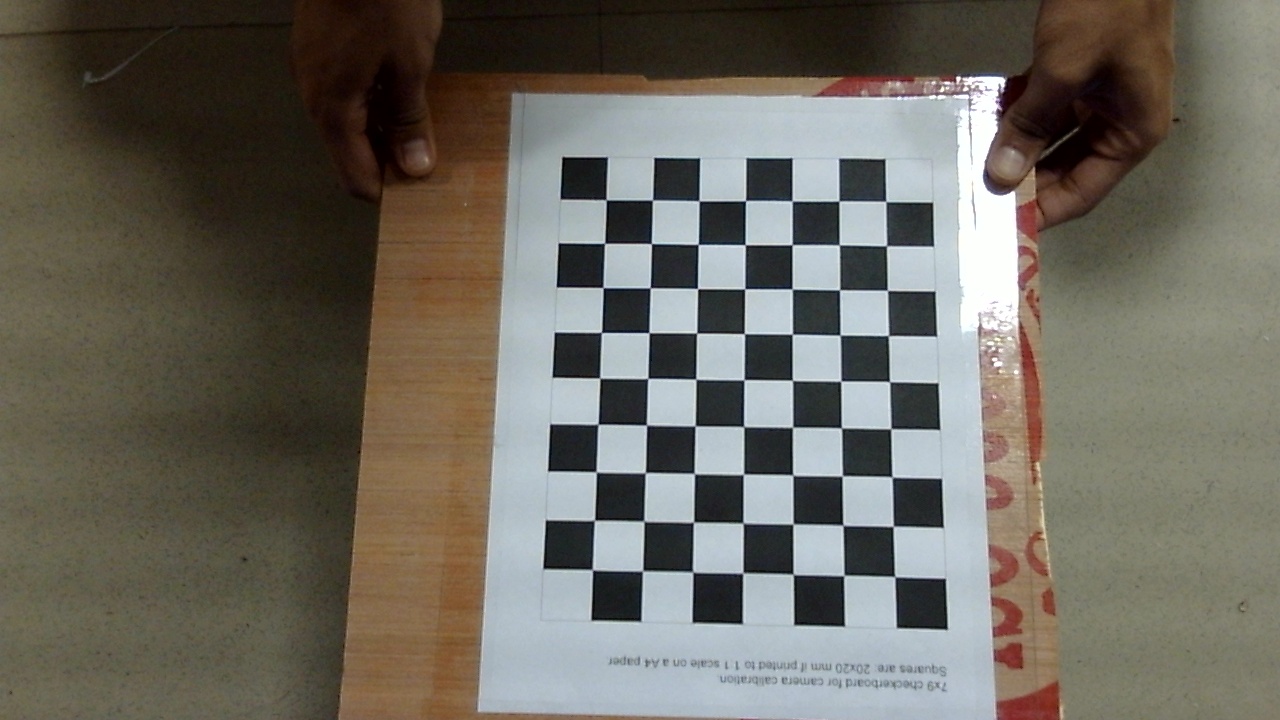 7x9 checkerboard for camera calibration.
Squares are: 20x20 mm if printed to 1:1 scale on a A4 paper.